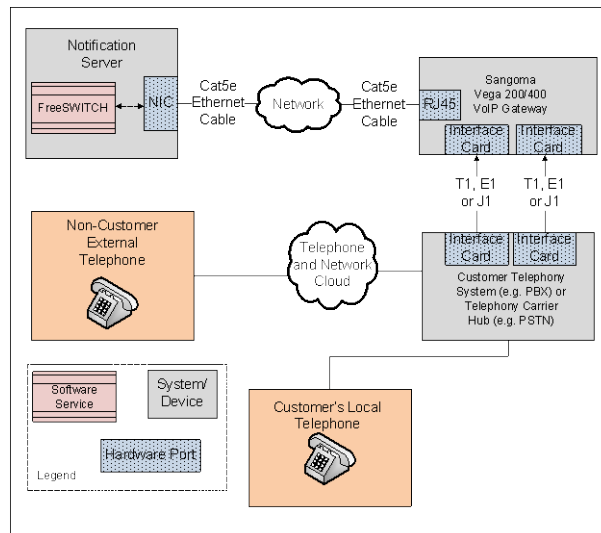 Notification
Server
FreeSWITCH
NIC
Cat5e
Ethernet
Cable
Network
Cat5e
Ethernet
Cable
RJ45
Sangoma
Vega 200/400
VoIP Gateway
Interface
Card
Interface
Card
T1, E1
or J1
T1, E1
or J1
Non-Customer
External
Telephone
Telephone
and Network
Cloud
Interface
Card
Interface
Card
Customer Telephony
System (e.g. PBX) or
Telephony Carrier
Hub (e.g. PSTN)
Software
Service
System/
Device
Hardware Port
Legend
Customer's Local
Telephone